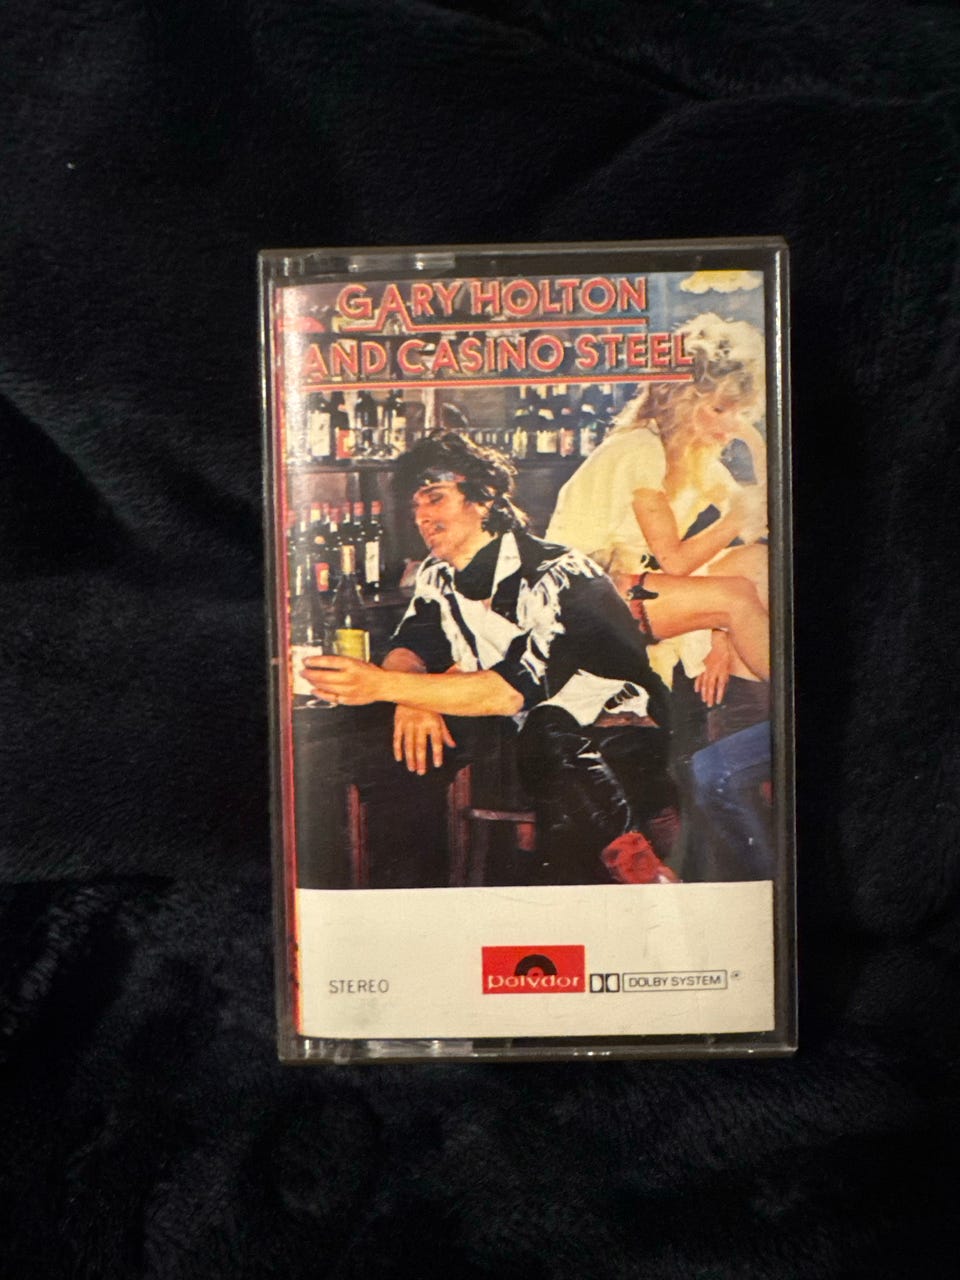 GARY HOLTON
AND CASINO STEEL
STEREO
polydor
DOLBY SYSTEM